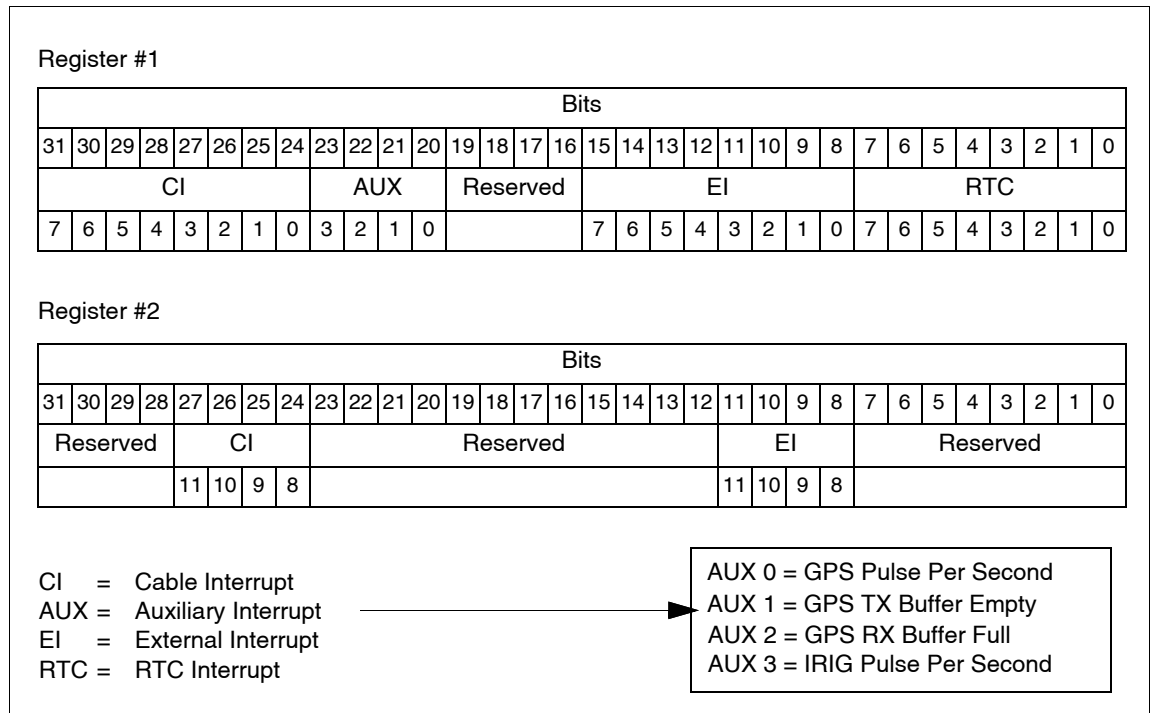 Register #1
Bits
31 30 29 28 27 26 25 24 23 22 21 20 19 18 17 16 15 14 13 12 11 10 9 8 7 6 5 4 3 2 1 0
CI AUX Reserved EI RTC
7 6 5 4 3 2 1 0 3 2 1 0 7 6 5 4 3 2 1 0 7 6 5 4 3 2 1 0
Register #2
Bits
31 30 29 28 27 26 25 24 23 22 21 20 19 18 17 16 15 14 13 12 11 10 9 8 7 6 5 4 3 2 1 0
Reserved CI Reserved EI Reserved
11 10 9 8 11 10 9 8
CI = Cable Interrupt
AUX = Auxiliary Interrupt
EI = External Interrupt
RTC = RTC Interrupt
AUX 0 = GPS Pulse Per Second
AUX 1 = GPS TX Buffer Empty
AUX 2 = GPS RX Buffer Full
AUX 3 = IRIG Pulse Per Second